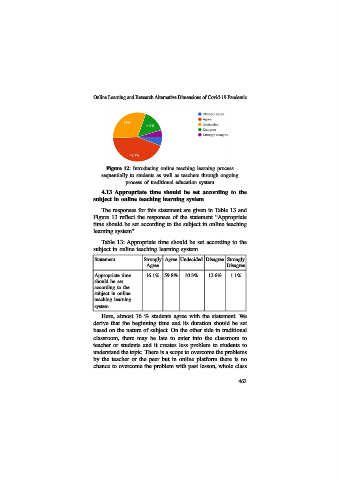 Online Learning and Research Alternative Dimensions of Covid-19 Pandemic
Strongly Agree
Agree
Undecided
Disagree
Strongly Disagree
Figure 12: Introducing online teaching learning process
sequentially to students as well as teachers through ongoing
process of traditional education system
4.13 Appropriate time should be set according to the
subject in online teaching learning system
The responses for this statement are given in Table 13 and
Figure 13 reflect the responses of the statement "Appropriate
time should be set according to the subject in online teaching
learning system"
Table 13: Appropriate time should be set according to the
subject in online teaching learning system
Statement Strongly Agree Undecided Disagree Strongly
Agree Disagree
Appropriate time 16.1% 59.8% 10.3% 12.6% 1.1%
should be set
according to the
subject in online
teaching learning
system
Here, almost 76 % students agree with the statement. We
derive that the beginning time and its duration should be set
based on the nature of subject. On the other side in traditional
classroom, there may be late to enter into the classroom to
teacher or students and it creates less problem to students to
understand the topic. There is a scope to overcome the problems
by the teacher or the peer but in online platform there is no
chance to overcome the problem with past lesson, whole class
463